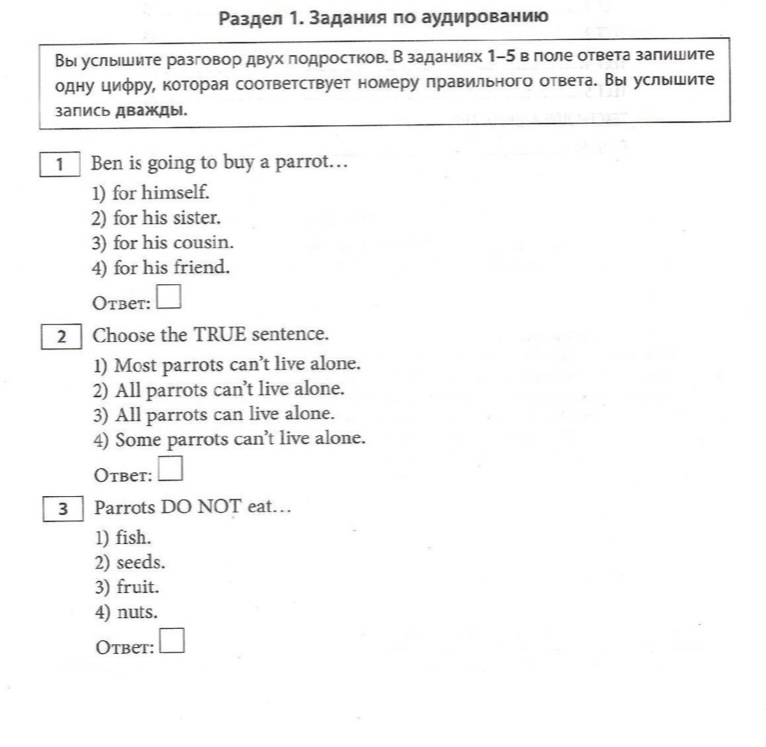 Раздел 1. Задания по аудированию
Вы услышите разговор двух подростков. В заданиях 1–5 в поле ответа запишите
одну цифру, которая соответствует номеру правильного ответа. Вы услышите
запись дважды.
1 Ben is going to buy a parrot…
1) for himself.
2) for his sister.
3) for his cousin.
4) for his friend.
Ответ:
2 Choose the TRUE sentence.
1) Most parrots can't live alone.
2) All parrots can't live alone.
3) All parrots can live alone.
4) Some parrots can't live alone.
Ответ:
3 Parrots DO NOT eat…
1) fish.
2) seeds.
3) fruit.
4) nuts.
Ответ: